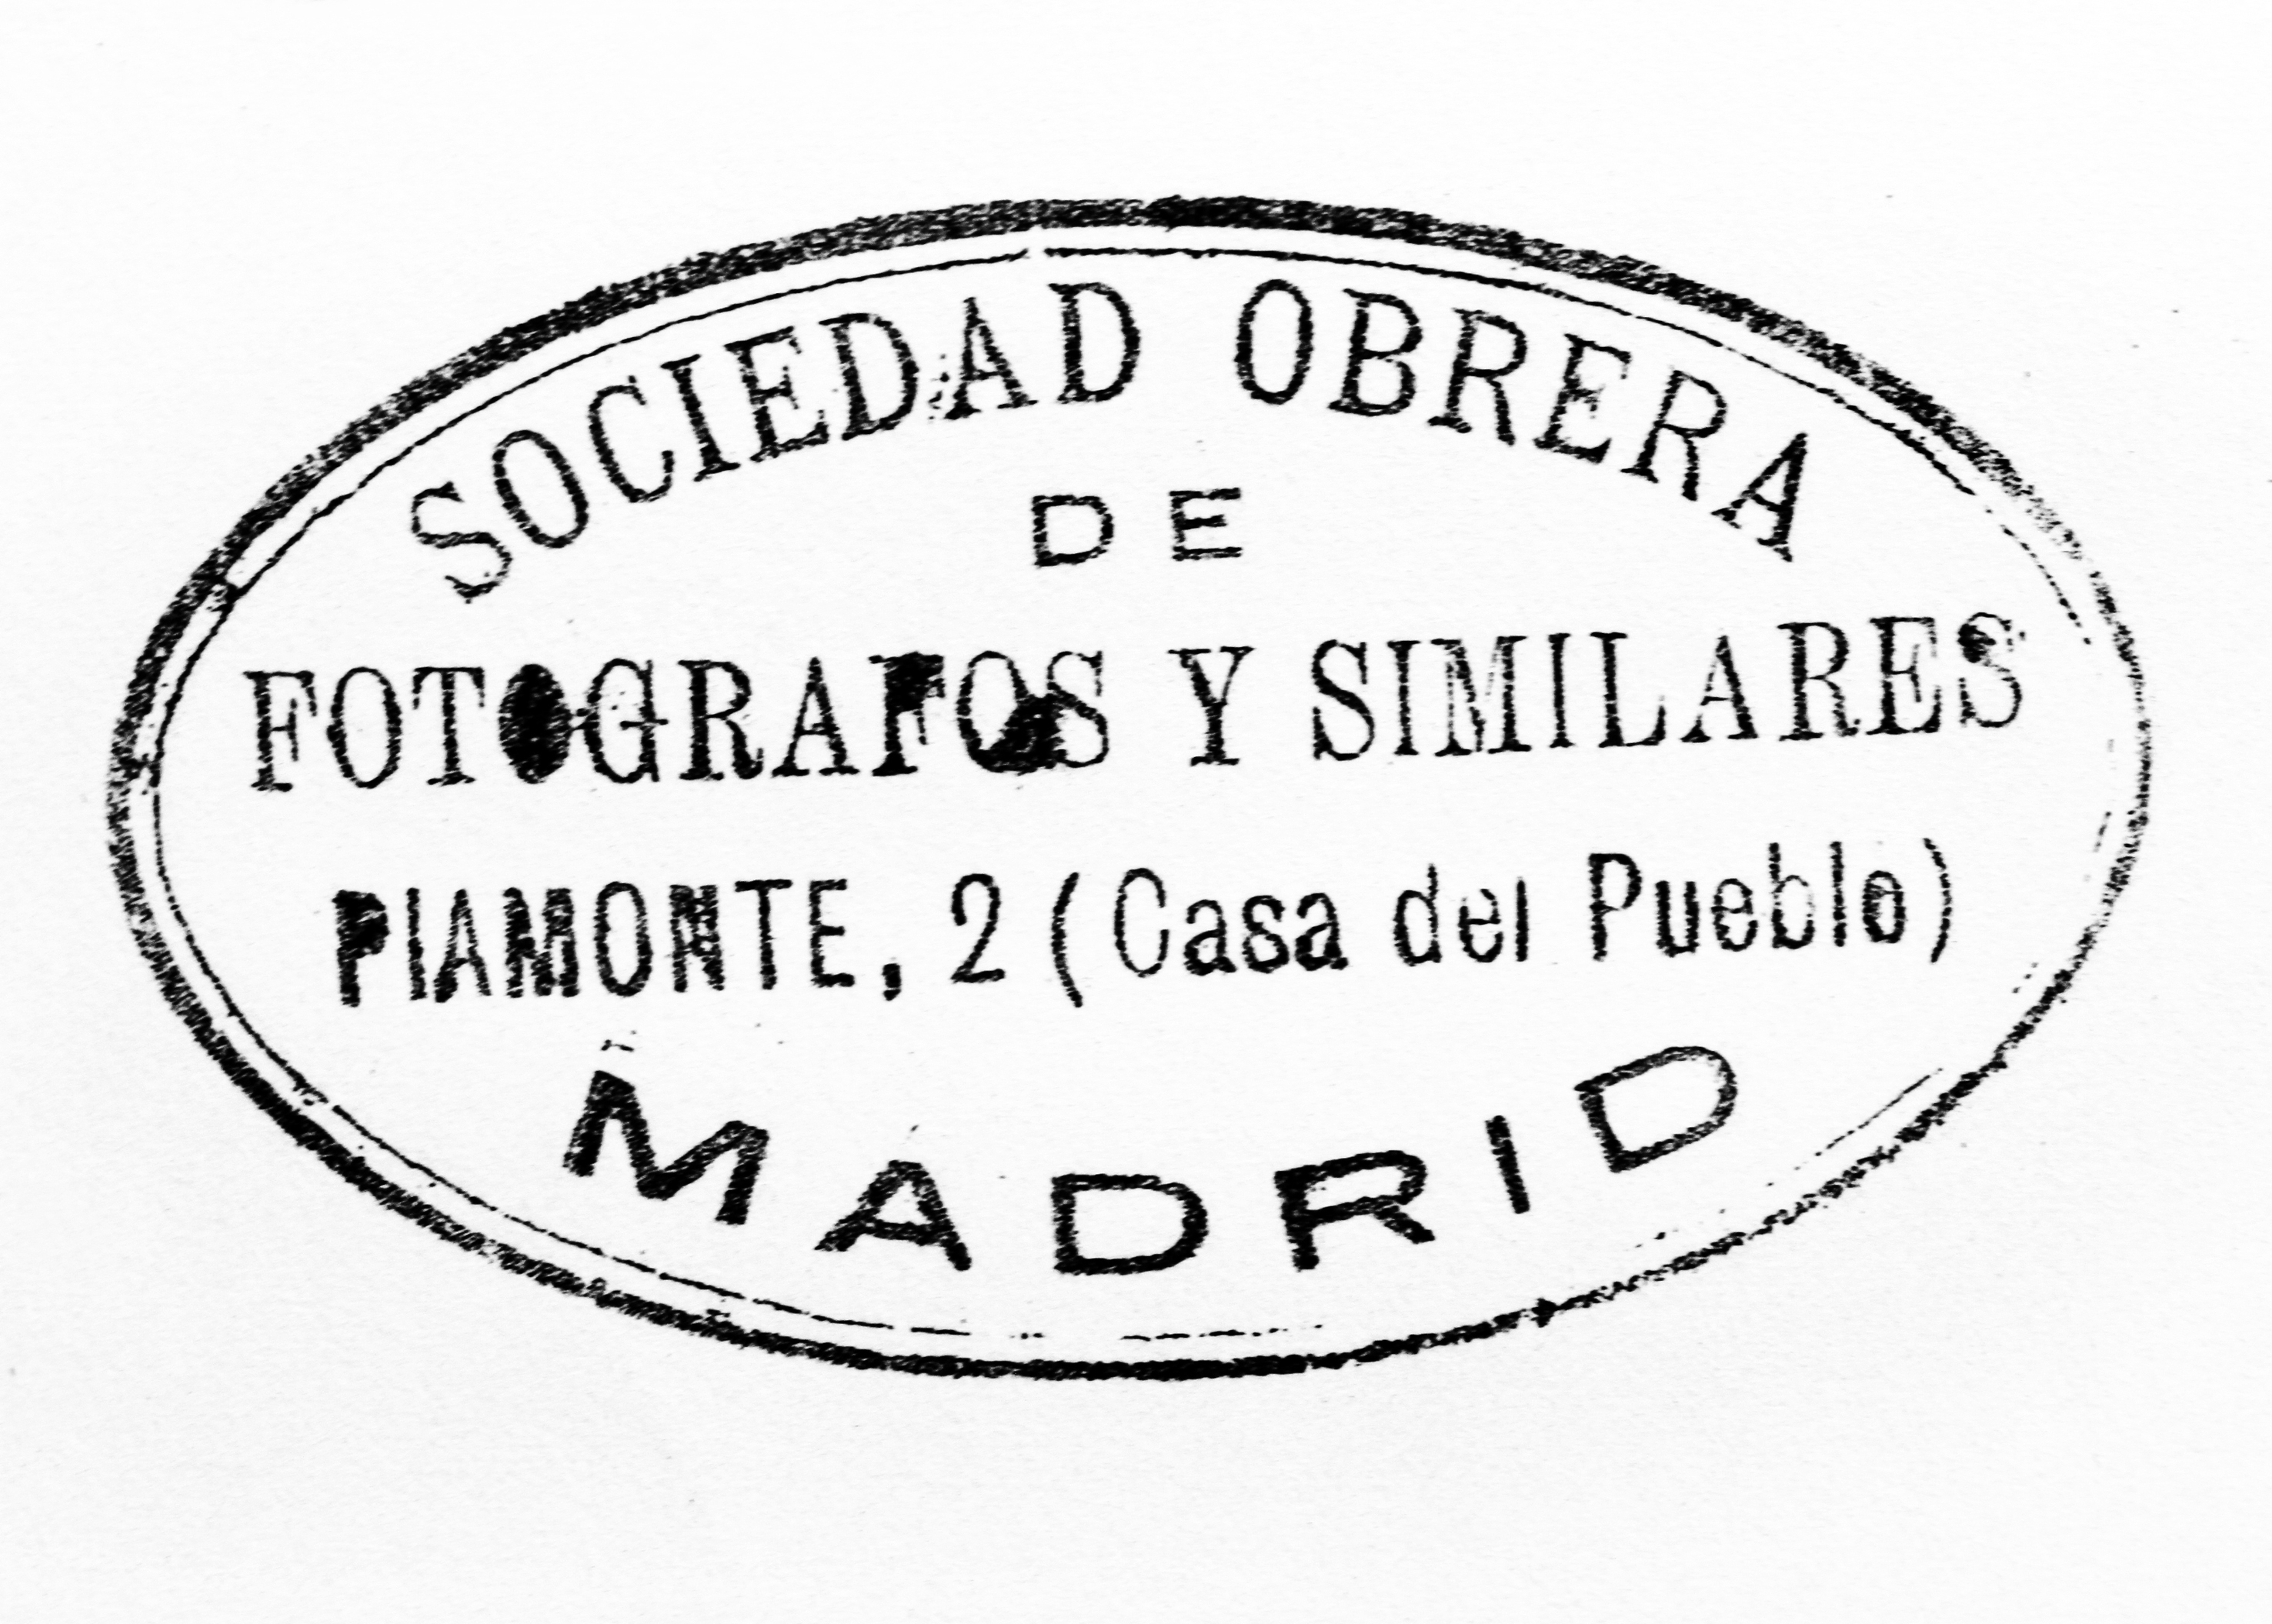 SOCIEDAD OBRERA
DE
FOTOGRAFOS Y SIMILARES
PIAMONTE, 2 (Casa del Pueblo)
MADRID